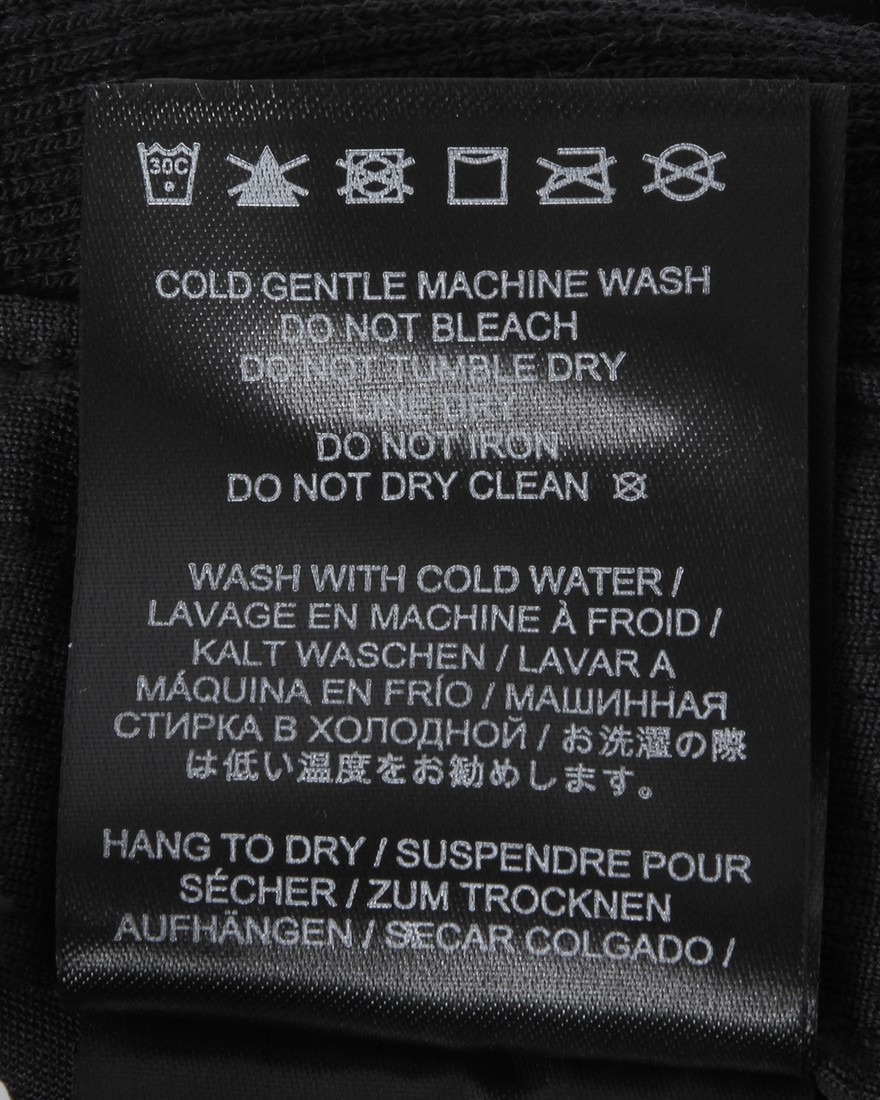 30C
COLD GENTLE MACHINE WASH
DO NOT BLEACH
DO NOT TUMBLE DRY
LINE DRY
DO NOT IRON
DO NOT DRY CLEAN
WASH WITH COLD WATER /
LAVAGE EN MACHINE À FROID /
KALT WASCHEN / LAVAR A
MÁQUINA EN FRÍO / МАШИННАЯ
СТИРКА В ХОЛОДНОЙ / お洗濯の際
は低い温度をお勧めします。
HANG TO DRY / SUSPENDRE POUR
SÉCHER / ZUM TROCKNEN
AUFHÄNGEN / SECAR COLGADO /